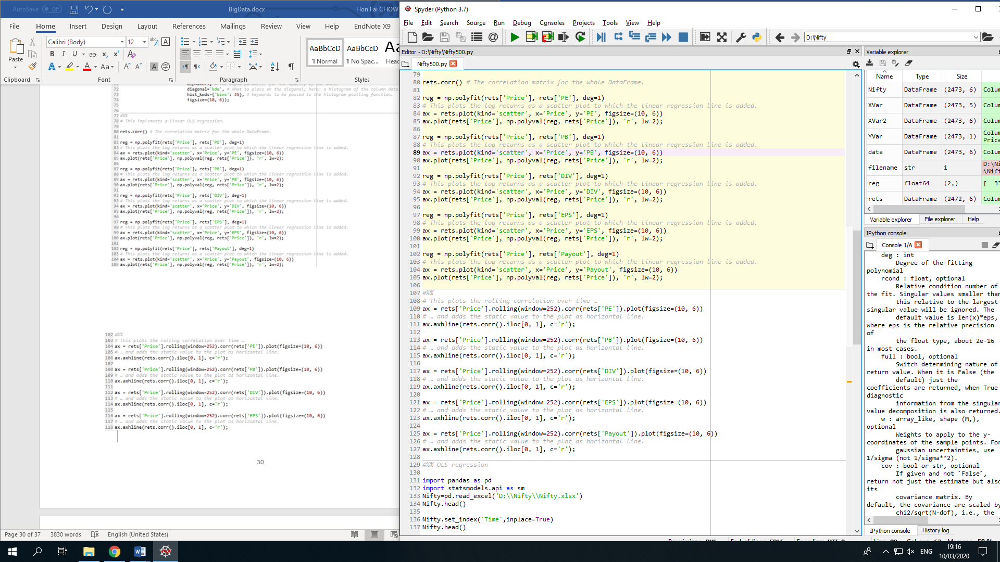 AutoSave Off
BigData.docx
Hon Fai CHOW
File Home Insert Design Layout References Mailings Review View Help EndNote X9
Calibri (Body) 12
Paste
AaBbCcD AaBbCcD
¶ Normal ¶ No Spac...
Clipboard Font Paragraph Styles
72 diagonal='kde', # What to place on the diagonal; here: a histogram of the column data.
73 hist_kwds={'bins': 35}, # Keywords to be passed to the histogram plotting function.
74 figsize=(10, 6));
75
76
77 #%%
78 # This implements a linear OLS regression.
79
80 rets.corr() # The correlation matrix for the whole DataFrame.
81
82 reg = np.polyfit(rets['Price'], rets['PE'], deg=1)
83 # This plots the log returns as a scatter plot to which the linear regression line is added.
84 ax = rets.plot(kind='scatter', x='Price', y='PE', figsize=(10, 6))
85 ax.plot(rets['Price'], np.polyval(reg, rets['Price']), 'r', lw=2);
86
87 reg = np.polyfit(rets['Price'], rets['PB'], deg=1)
88 # This plots the log returns as a scatter plot to which the linear regression line is added.
89 ax = rets.plot(kind='scatter', x='Price', y='PB', figsize=(10, 6))
90 ax.plot(rets['Price'], np.polyval(reg, rets['Price']), 'r', lw=2);
91
92 reg = np.polyfit(rets['Price'], rets['DIV'], deg=1)
93 # This plots the log returns as a scatter plot to which the linear regression line is added.
94 ax = rets.plot(kind='scatter', x='Price', y='DIV', figsize=(10, 6))
95 ax.plot(rets['Price'], np.polyval(reg, rets['Price']), 'r', lw=2);
96
97 reg = np.polyfit(rets['Price'], rets['EPS'], deg=1)
98 # This plots the log returns as a scatter plot to which the linear regression line is added.
99 ax = rets.plot(kind='scatter', x='Price', y='EPS', figsize=(10, 6))
100 ax.plot(rets['Price'], np.polyval(reg, rets['Price']), 'r', lw=2);
101
102 reg = np.polyfit(rets['Price'], rets['Payout'], deg=1)
103 # This plots the log returns as a scatter plot to which the linear regression line is added.
104 ax = rets.plot(kind='scatter', x='Price', y='Payout', figsize=(10, 6))
105 ax.plot(rets['Price'], np.polyval(reg, rets['Price']), 'r', lw=2);
102 #%%
103 # This plots the rolling correlation over time …
104 ax = rets['Price'].rolling(window=252).corr(rets['PE']).plot(figsize=(10, 6))
105 # … and adds the static value to the plot as horizontal line.
106 ax.axhline(rets.corr().iloc[0, 1], c='r');
107
108 ax = rets['Price'].rolling(window=252).corr(rets['PB']).plot(figsize=(10, 6))
109 # … and adds the static value to the plot as horizontal line.
110 ax.axhline(rets.corr().iloc[0, 1], c='r');
111
112 ax = rets['Price'].rolling(window=252).corr(rets['DIV']).plot(figsize=(10, 6))
113 # … and adds the static value to the plot as horizontal line.
114 ax.axhline(rets.corr().iloc[0, 1], c='r');
115
116 ax = rets['Price'].rolling(window=252).corr(rets['EPS']).plot(figsize=(10, 6))
117 # … and adds the static value to the plot as horizontal line.
118 ax.axhline(rets.corr().iloc[0, 1], c='r');
30
Page 30 of 37 3830 words English (United States)
Spyder (Python 3.7)
File Edit Search Source Run Debug Consoles Projects Tools View Help
D:\Nifty
Editor - D:\Nifty\Nifty500.py
Nifty500.py
79
80 rets.corr() # The correlation matrix for the whole DataFrame.
81
82 reg = np.polyfit(rets['Price'], rets['PE'], deg=1)
83 # This plots the log returns as a scatter plot to which the linear regression line is added.
84 ax = rets.plot(kind='scatter', x='Price', y='PE', figsize=(10, 6))
85 ax.plot(rets['Price'], np.polyval(reg, rets['Price']), 'r', lw=2);
86
87 reg = np.polyfit(rets['Price'], rets['PB'], deg=1)
88 # This plots the log returns as a scatter plot to which the linear regression line is added.
89 ax = rets.plot(kind='scatter', x='Price', y='PB', figsize=(10, 6))
90 ax.plot(rets['Price'], np.polyval(reg, rets['Price']), 'r', lw=2);
91
92 reg = np.polyfit(rets['Price'], rets['DIV'], deg=1)
93 # This plots the log returns as a scatter plot to which the linear regression line is added.
94 ax = rets.plot(kind='scatter', x='Price', y='DIV', figsize=(10, 6))
95 ax.plot(rets['Price'], np.polyval(reg, rets['Price']), 'r', lw=2);
96
97 reg = np.polyfit(rets['Price'], rets['EPS'], deg=1)
98 # This plots the log returns as a scatter plot to which the linear regression line is added.
99 ax = rets.plot(kind='scatter', x='Price', y='EPS', figsize=(10, 6))
100 ax.plot(rets['Price'], np.polyval(reg, rets['Price']), 'r', lw=2);
101
102 reg = np.polyfit(rets['Price'], rets['Payout'], deg=1)
103 # This plots the log returns as a scatter plot to which the linear regression line is added.
104 ax = rets.plot(kind='scatter', x='Price', y='Payout', figsize=(10, 6))
105 ax.plot(rets['Price'], np.polyval(reg, rets['Price']), 'r', lw=2);
106
107 #%%
108 # This plots the rolling correlation over time …
109 ax = rets['Price'].rolling(window=252).corr(rets['PE']).plot(figsize=(10, 6))
110 # … and adds the static value to the plot as horizontal line.
111 ax.axhline(rets.corr().iloc[0, 1], c='r');
112
113 ax = rets['Price'].rolling(window=252).corr(rets['PB']).plot(figsize=(10, 6))
114 # … and adds the static value to the plot as horizontal line.
115 ax.axhline(rets.corr().iloc[0, 1], c='r');
116
117 ax = rets['Price'].rolling(window=252).corr(rets['DIV']).plot(figsize=(10, 6))
118 # … and adds the static value to the plot as horizontal line.
119 ax.axhline(rets.corr().iloc[0, 1], c='r');
120
121 ax = rets['Price'].rolling(window=252).corr(rets['EPS']).plot(figsize=(10, 6))
122 # … and adds the static value to the plot as horizontal line.
123 ax.axhline(rets.corr().iloc[0, 1], c='r');
124
125 ax = rets['Price'].rolling(window=252).corr(rets['Payout']).plot(figsize=(10, 6))
126 # … and adds the static value to the plot as horizontal line.
127 ax.axhline(rets.corr().iloc[0, 1], c='r');
128
129 #%% OLS regression
130
131 import pandas as pd
132 import statsmodels.api as sm
133 Nifty=pd.read_excel('D:\\Nifty\\Nifty.xlsx')
134 Nifty.head()
135
136 Nifty.set_index('Time',inplace=True)
137 Nifty.head()
Variable explorer
Name Type Size
Nifty DataFrame (2473, 6) Colum
XVar DataFrame (2473, 5) Colum
XVar2 DataFrame (2473, 6) Colum
YVar DataFrame (2473, 1) Colum
Price
data DataFrame (2473, 6) Colum
filename str 1 D:\Ni
\Nift
reg float64 (2,) [ 33
rets DataFrame (2472, 6) Colum
Variable explorer File explorer Help
IPython console
Console 1/A
deg : int
Degree of the fitting
polynomial
rcond : float, optional
Relative condition number of
the fit. Singular values smaller than
this relative to the largest
singular value will be ignored. The
default value is len(x)*eps,
where eps is the relative precision
of
the float type, about 2e-16
in most cases.
full : bool, optional
Switch determining nature of
return value. When it is False (the
default) just the
coefficients are returned, when True
diagnostic
information from the singular
value decomposition is also returned.
w : array_like, shape (M,),
optional
Weights to apply to the y-
coordinates of the sample points. For
gaussian uncertainties, use
1/sigma (not 1/sigma**2).
cov : bool or str, optional
If given and not `False`,
return not just the estimate but also
its
covariance matrix. By
default, the covariance are scaled by
chi2/sqrt(N-dof), i.e., the
IPython console History log
ENG
19:16
10/03/2020